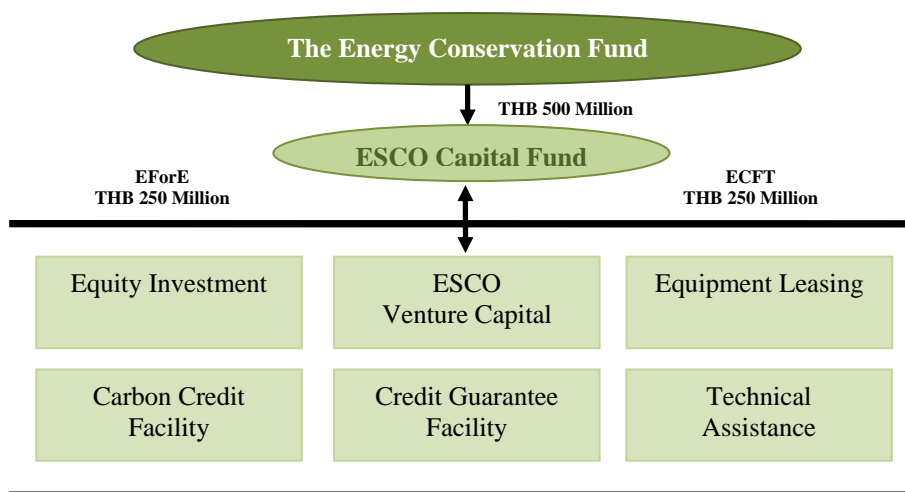 The Energy Conservation Fund
THB 500 Million
ESCO Capital Fund
EForE
THB 250 Million
ECFT
THB 250 Million
Equity Investment
ESCO
Venture Capital
Equipment Leasing
Carbon Credit
Facility
Credit Guarantee
Facility
Technical
Assistance